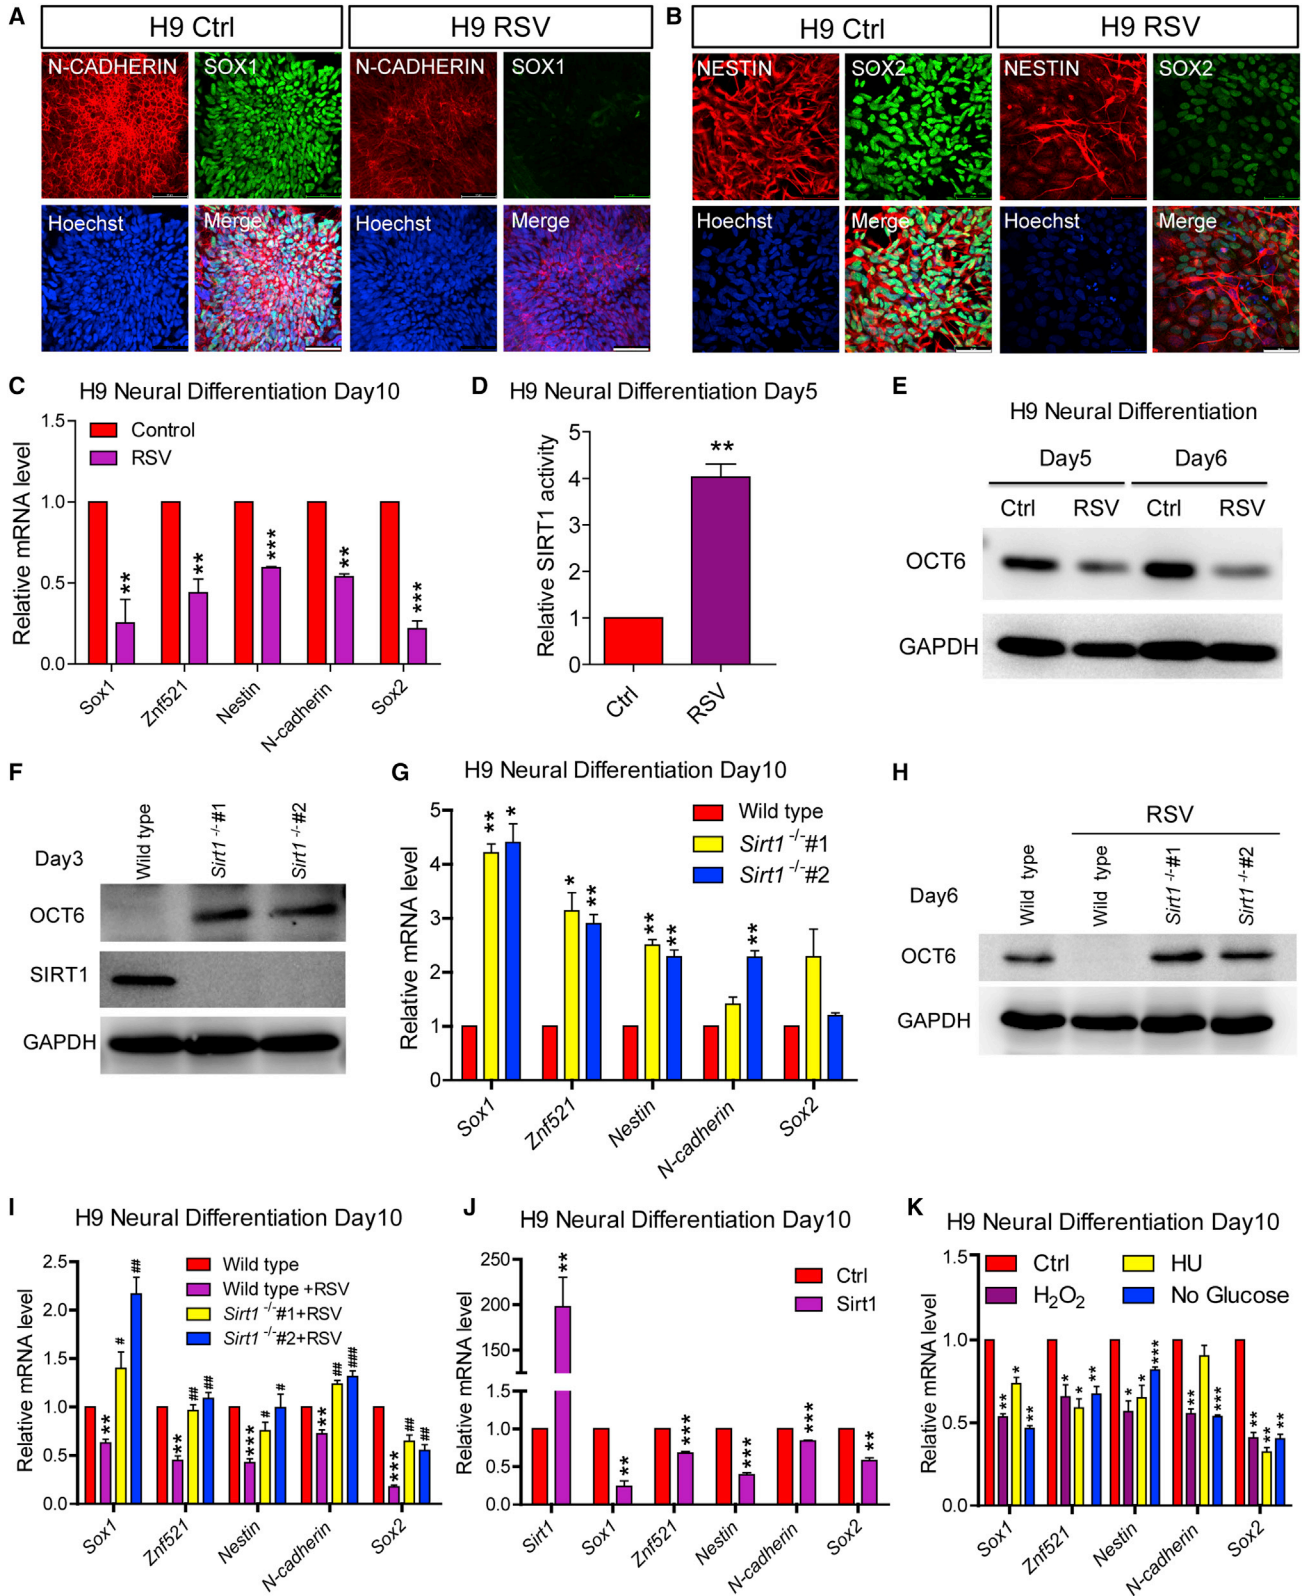 A
H9 Ctrl
H9 RSV
N-CADHERIN
SOX1
N-CADHERIN
SOX1
Hoechst
Merge
Hoechst
Merge
B
H9 Ctrl
H9 RSV
NESTIN
SOX2
NESTIN
SOX2
Hoechst
Merge
Hoechst
Merge
C
H9 Neural Differentiation Day10
Relative mRNA level
1.5
1.0
0.5
0.0
Control
RSV
**
**
***
**
***
Sox1
Znf521
Nestin
N-cadherin
Sox2
D
H9 Neural Differentiation Day5
Relative SIRT1 activity
5
4
3
2
1
0
**
Ctrl
RSV
E
H9 Neural Differentiation
Day5
Day6
Ctrl
RSV
Ctrl
RSV
OCT6
GAPDH
F
Day3
Wild type
Sirt1 -/-#1
Sirt1 -/-#2
OCT6
SIRT1
GAPDH
G
H9 Neural Differentiation Day10
Relative mRNA level
5
4
3
2
1
0
Wild type
Sirt1 -/-#1
Sirt1 -/-#2
**
*
*
**
**
**
**
Sox1
Znf521
Nestin
N-cadherin
Sox2
H
RSV
Day6
Wild type
Wild type
Sirt1 -/-#1
Sirt1 -/-#2
OCT6
GAPDH
I
H9 Neural Differentiation Day10
Relative mRNA level
2.5
2.0
1.5
1.0
0.5
0.0
Wild type
Wild type +RSV
Sirt1 -/-#1+RSV
Sirt1 -/-#2+RSV
**
#
##
***
##
##
***
#
#
**
##
###
***
##
##
Sox1
Znf521
Nestin
N-cadherin
Sox2
J
H9 Neural Differentiation Day10
Relative mRNA level
250
200
150
1.5
1.0
0.5
0.0
Ctrl
Sirt1
**
**
***
***
***
**
Sirt1
Sox1
Znf521
Nestin
N-cadherin
Sox2
K
H9 Neural Differentiation Day10
Relative mRNA level
1.5
1.0
0.5
0.0
Ctrl
H2O2
HU
No Glucose
**
*
**
*
*
**
*
*
***
**
***
**
**
**
Sox1
Znf521
Nestin
N-cadherin
Sox2